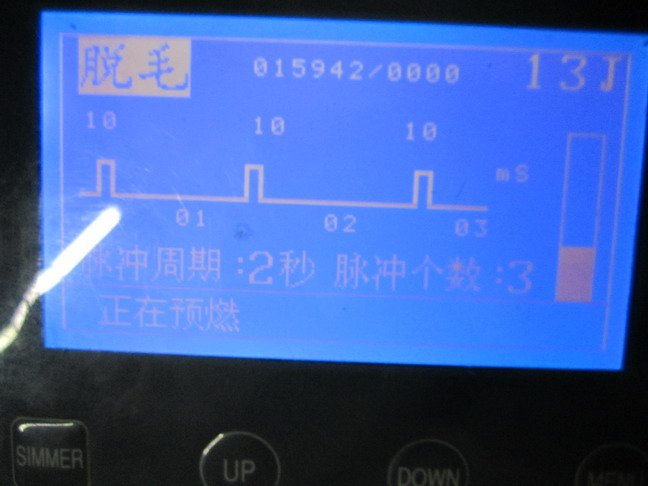 脱毛 015942/0000 13J
10 10 10
mS
01 02 03
脉冲周期:2秒 脉冲个数:3
正在预燃
SIMMER UP DOWN MENU